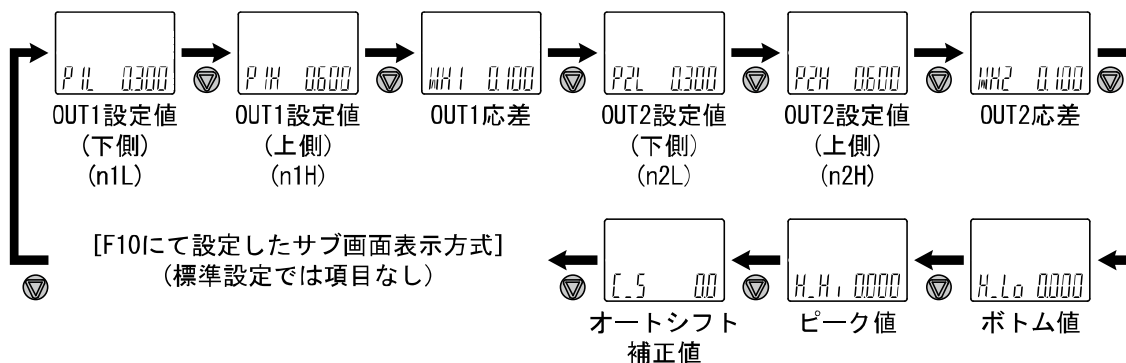 P1L 0.300
OUT1設定値
(下側)
(n1L)
P1H 0.600
OUT1設定値
(上側)
(n1H)
WH1 0.100
OUT1応差
P2L 0.300
OUT2設定値
(下側)
(n2L)
P2H 0.600
OUT2設定値
(上側)
(n2H)
WH2 0.100
OUT2応差
[F10にて設定したサブ画面表示方式]
(標準設定では項目なし)
C_S 0.0
オートシフト
補正値
H_Hi 0.000
ピーク値
H_Lo 0.000
ボトム値